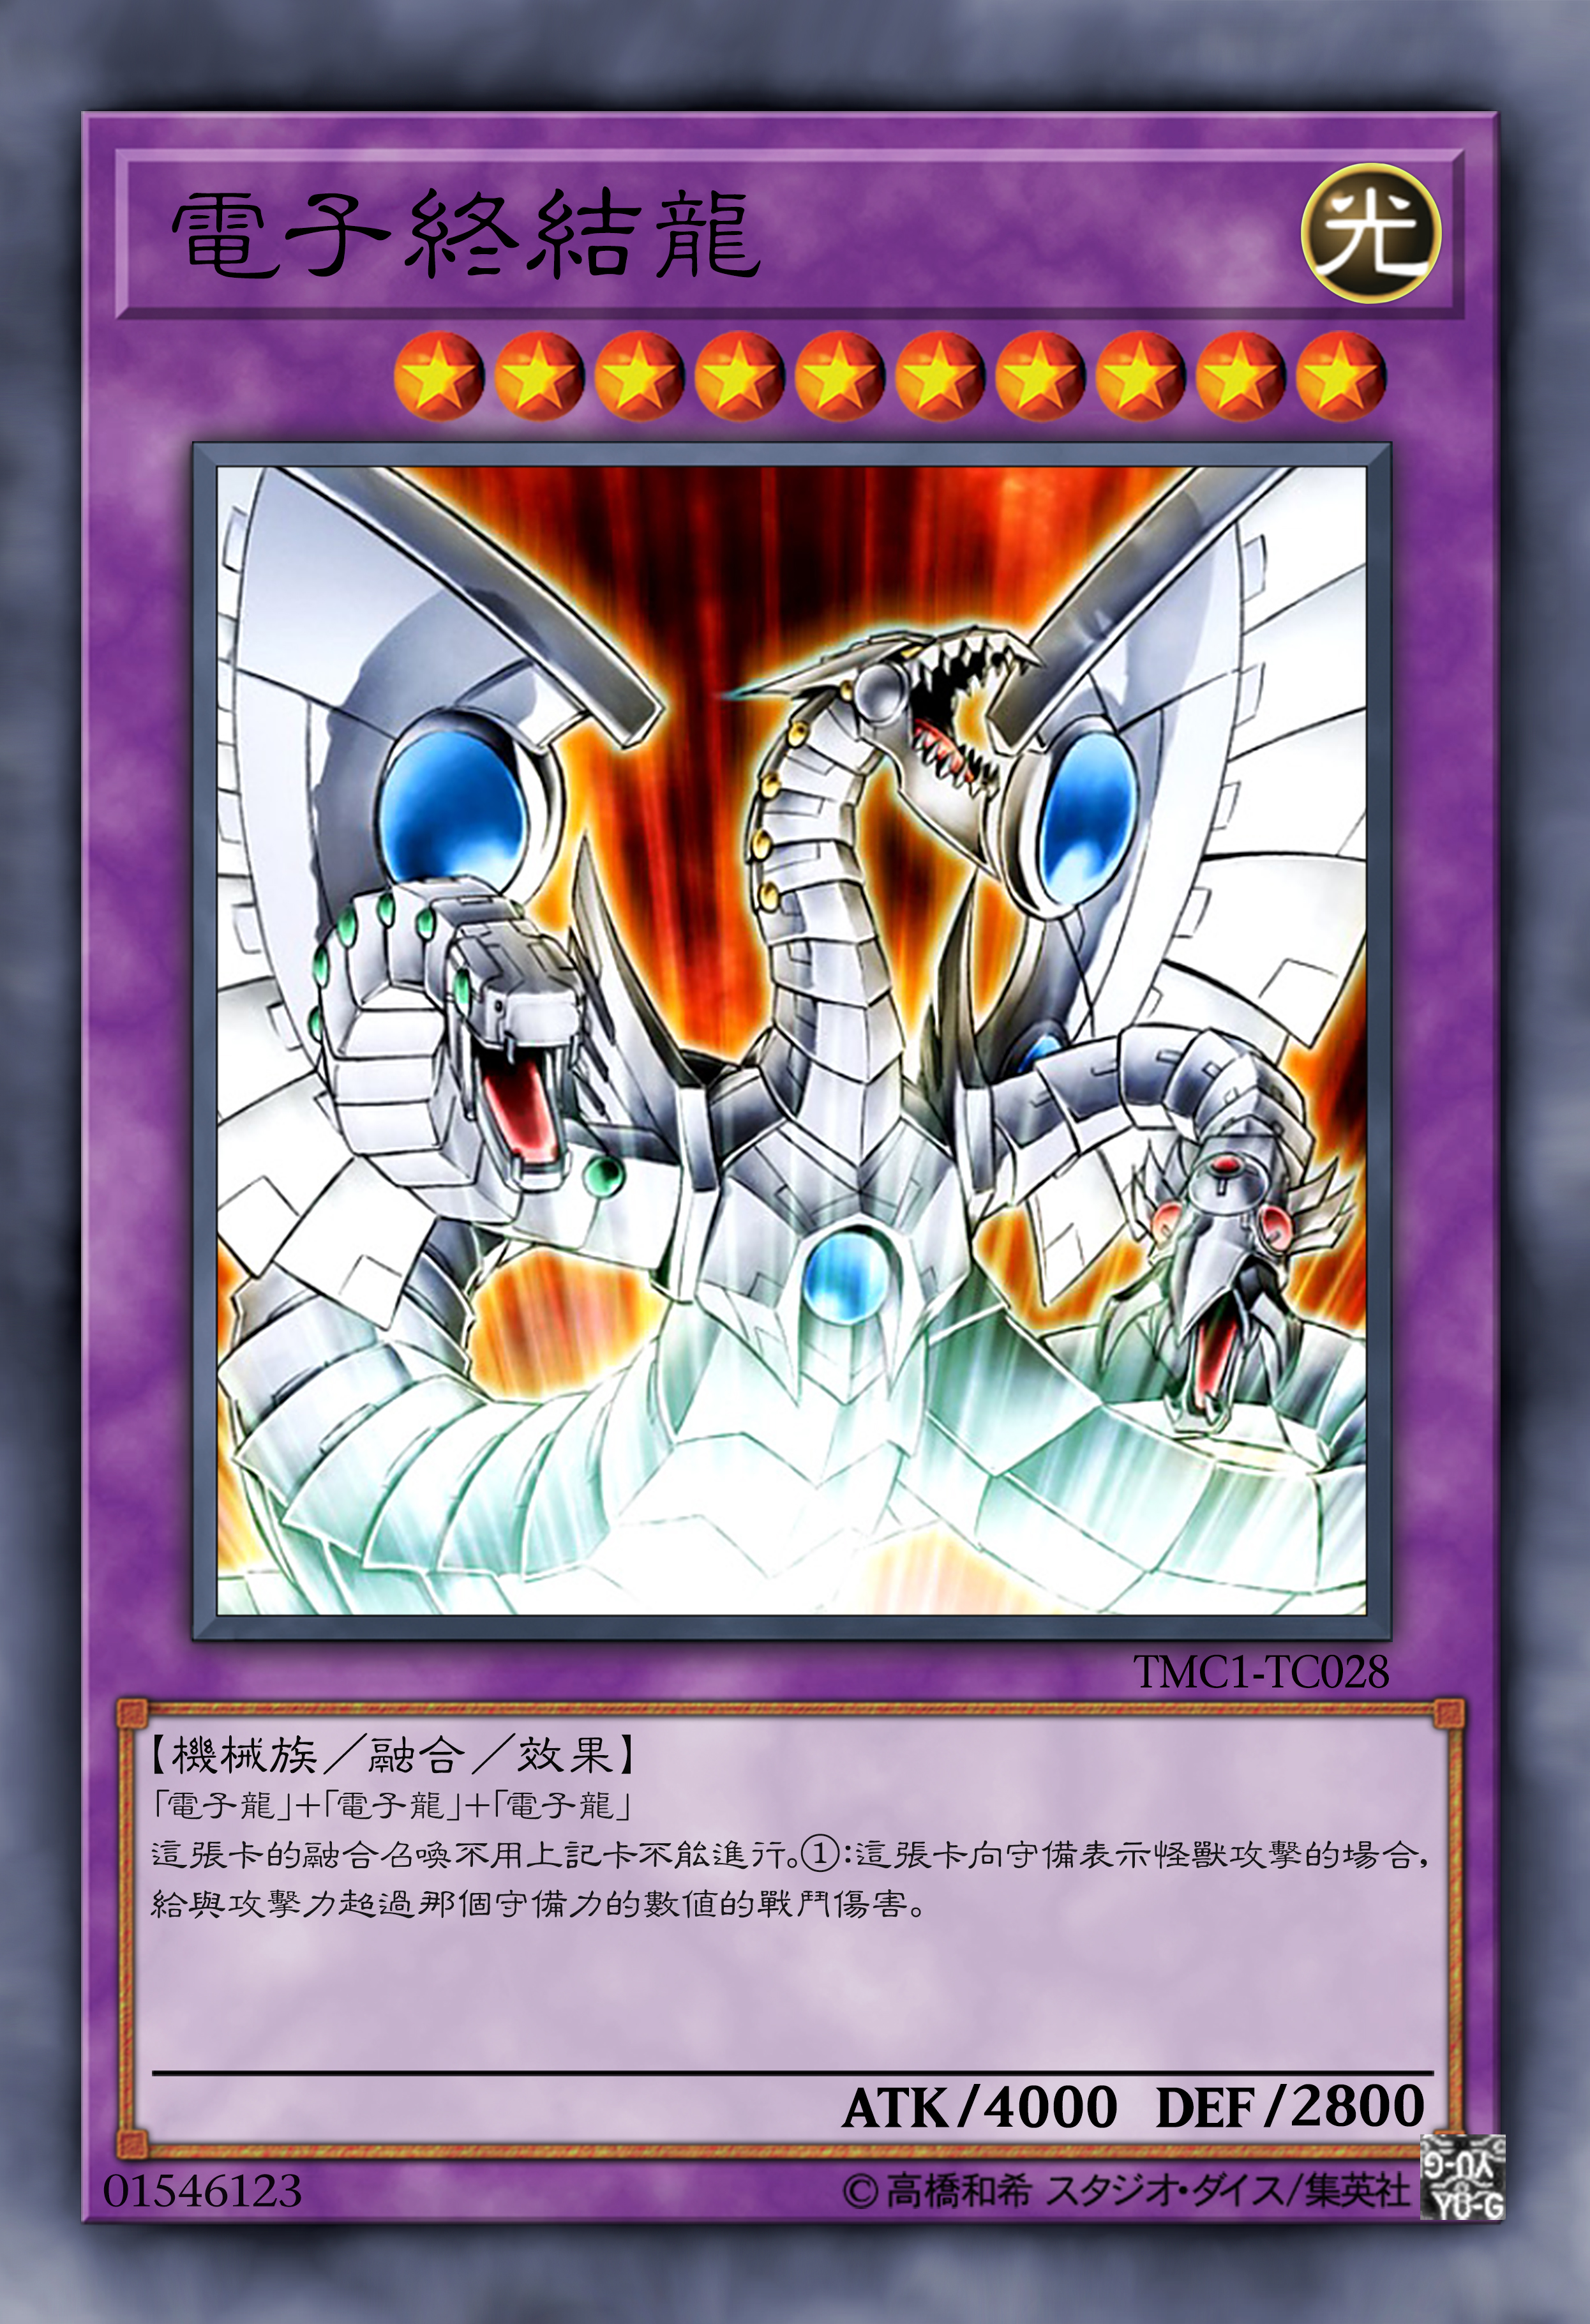 電子終結龍
光
TMC1-TC028
【機械族／融合／效果】
「電子龍」+「電子龍」+「電子龍」
這張卡的融合召喚不用上記卡不能進行。①:這張卡向守備表示怪獸攻擊的場合,
給與攻擊力超過那個守備力的數值的戰鬥傷害。
ATK/4000 DEF/2800
01546123
©高橋和希 スタジオ・ダイス/集英社